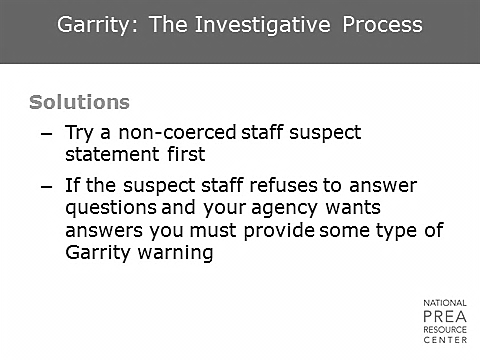 Garrity: The Investigative Process
Solutions
– Try a non-coerced staff suspect
statement first
– If the suspect staff refuses to answer
questions and your agency wants
answers you must provide some type of
Garrity warning
NATIONAL
PREA
RESOURCE
CENTER